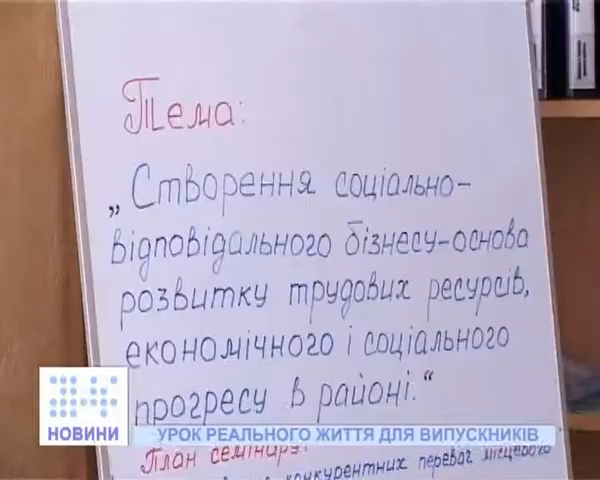 Тема:
„Створення соціально-
відповідального бізнесу-основа
розвитку трудових ресурсів,
економічного і соціального
прогресу в районі.“
НОВИНИ
УРОК РЕАЛЬНОГО ЖИТТЯ ДЛЯ ВИПУСКНИКІВ
План семінару:
конкурентних переваг місцевого